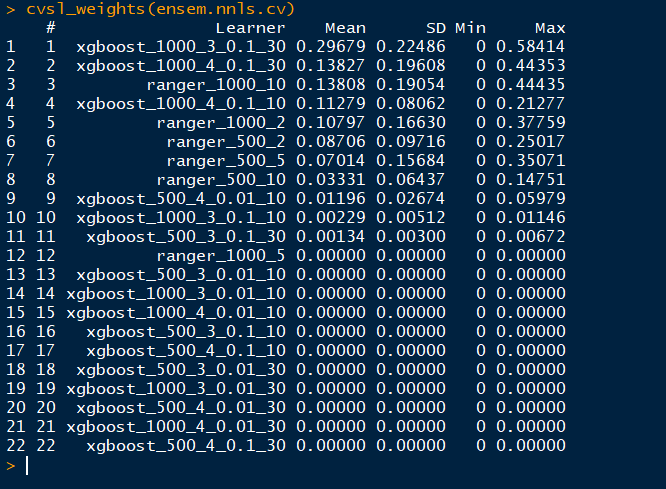 > cvsl_weights(ensem.nnls.cv)
# Learner Mean SD Min Max
1 1 xgboost_1000_3_0.1_30 0.29679 0.22486 0 0.58414
2 2 xgboost_1000_4_0.1_30 0.13827 0.19608 0 0.44353
3 3 ranger_1000_10 0.13808 0.19054 0 0.44435
4 4 xgboost_1000_4_0.1_10 0.11279 0.08062 0 0.21277
5 5 ranger_1000_2 0.10797 0.16630 0 0.37759
6 6 ranger_500_2 0.08706 0.09716 0 0.25017
7 7 ranger_500_5 0.07014 0.15684 0 0.35071
8 8 ranger_500_10 0.03331 0.06437 0 0.14751
9 9 xgboost_500_4_0.01_10 0.01196 0.02674 0 0.05979
10 10 xgboost_1000_3_0.1_10 0.00229 0.00512 0 0.01146
11 11 xgboost_500_3_0.1_30 0.00134 0.00300 0 0.00672
12 12 ranger_1000_5 0.00000 0.00000 0 0.00000
13 13 xgboost_500_3_0.01_10 0.00000 0.00000 0 0.00000
14 14 xgboost_1000_3_0.01_10 0.00000 0.00000 0 0.00000
15 15 xgboost_1000_4_0.01_10 0.00000 0.00000 0 0.00000
16 16 xgboost_500_3_0.1_10 0.00000 0.00000 0 0.00000
17 17 xgboost_500_4_0.1_10 0.00000 0.00000 0 0.00000
18 18 xgboost_500_3_0.01_30 0.00000 0.00000 0 0.00000
19 19 xgboost_1000_3_0.01_30 0.00000 0.00000 0 0.00000
20 20 xgboost_500_4_0.01_30 0.00000 0.00000 0 0.00000
21 21 xgboost_1000_4_0.01_30 0.00000 0.00000 0 0.00000
22 22 xgboost_500_4_0.1_30 0.00000 0.00000 0 0.00000
>